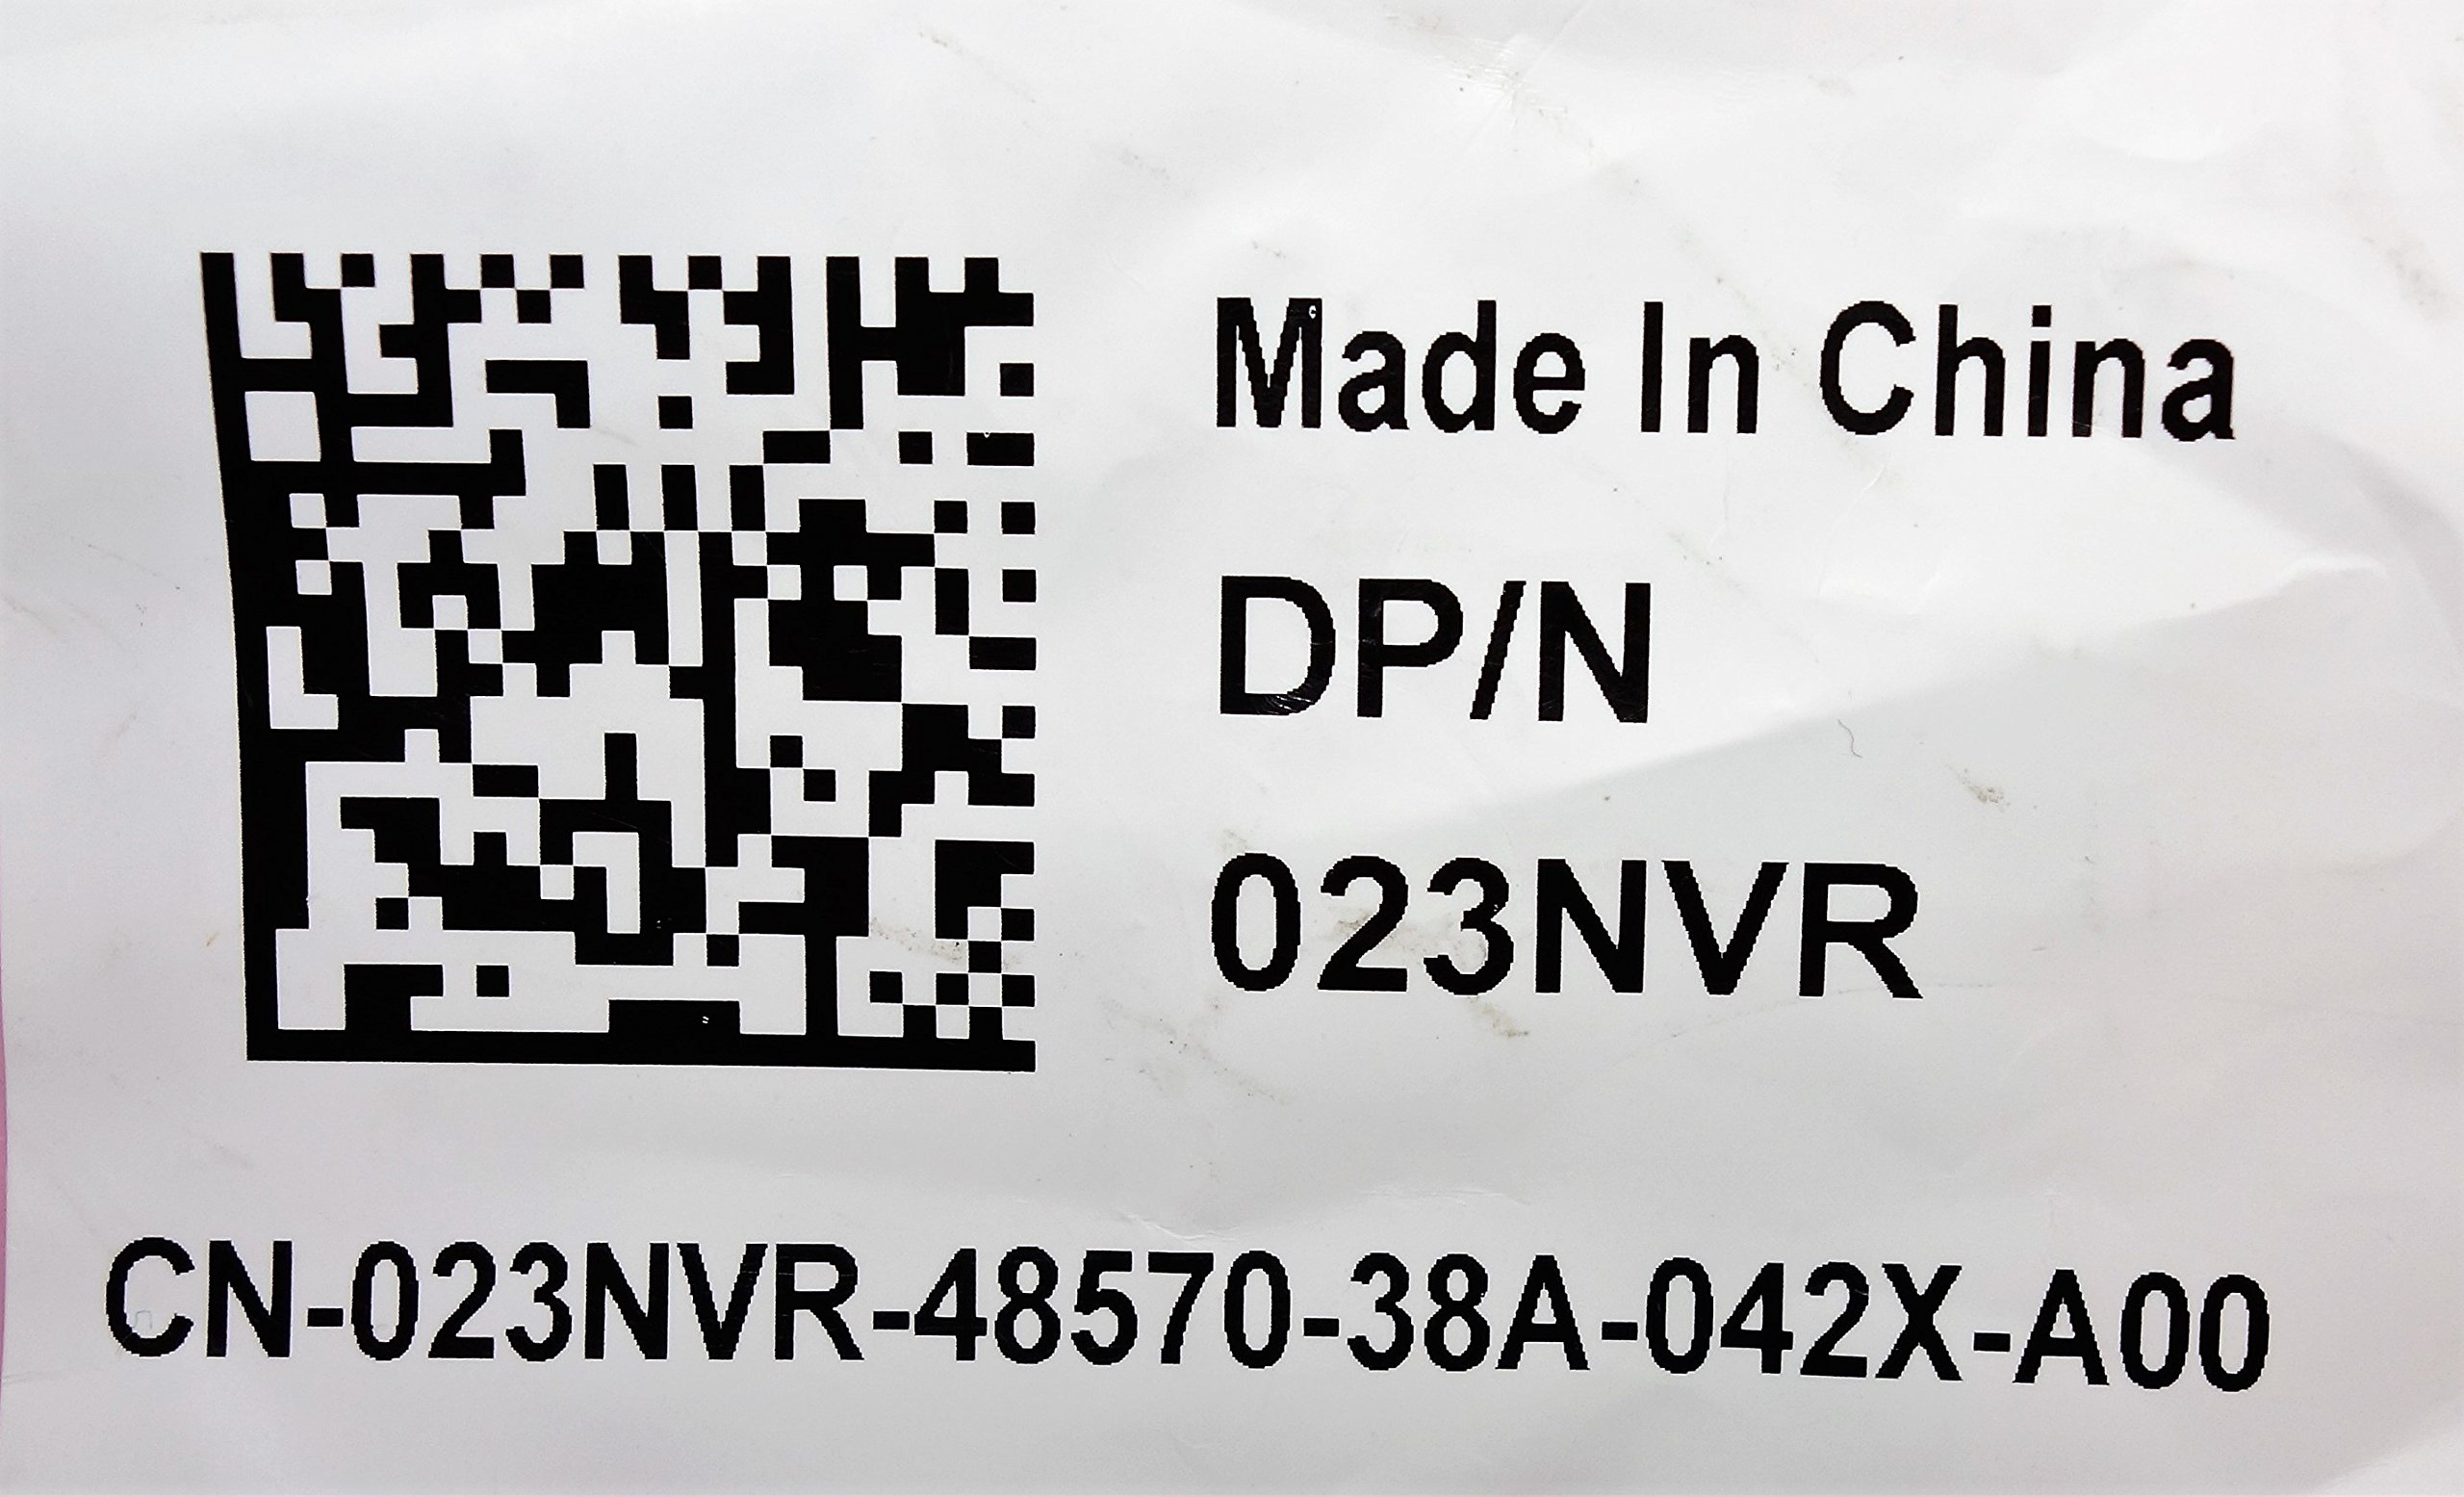 Made In China
DP/N
023NVR
CN-023NVR-48570-38A-042X-A00